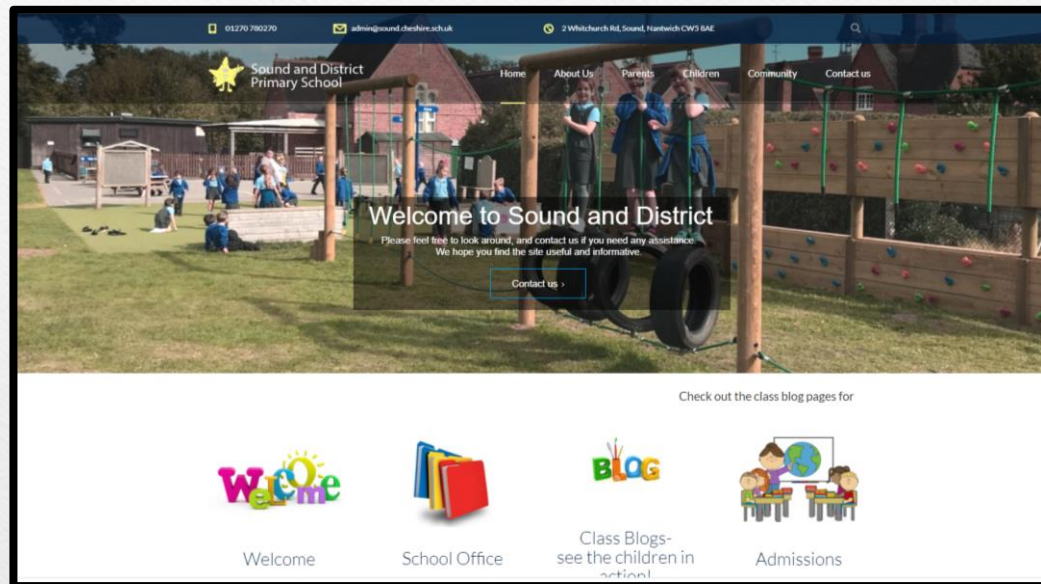 01270 780270
admin@sound.cheshire.sch.uk
2 Whitchurch Rd, Sound, Nantwich CW5 8AE
Sound and District
Primary School
Home
About Us
Parents
Children
Community
Contact us
Welcome to Sound and District
Please feel free to look around, and contact us if you need any assistance.
We hope you find the site useful and informative.
Contact us ›
Check out the class blog pages for
WelcOme
BLOG
Welcome
School Office
Class Blogs-
see the children in
action!
Admissions